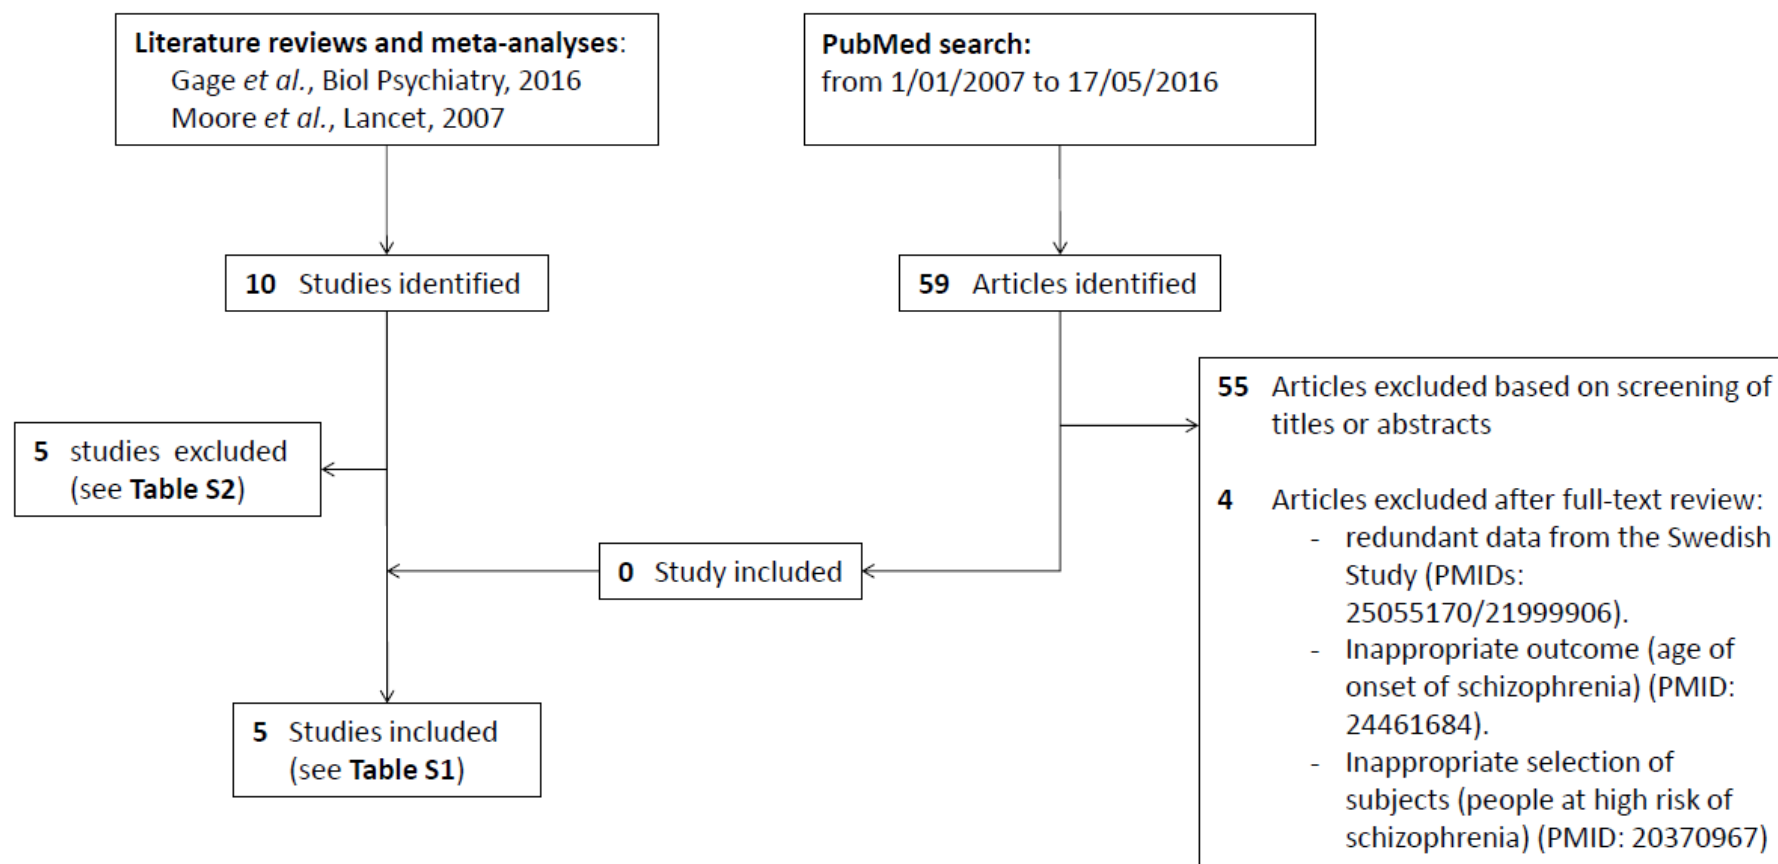 Literature reviews and meta-analyses:
Gage et al., Biol Psychiatry, 2016
Moore et al., Lancet, 2007
PubMed search:
from 1/01/2007 to 17/05/2016
10 Studies identified
59 Articles identified
55 Articles excluded based on screening of
titles or abstracts
4 Articles excluded after full-text review:
- redundant data from the Swedish
Study (PMIDs:
25055170/21999906).
- Inappropriate outcome (age of
onset of schizophrenia) (PMID:
24461684).
- Inappropriate selection of
subjects (people at high risk of
schizophrenia) (PMID: 20370967)
5 studies excluded
(see Table S2)
0 Study included
5 Studies included
(see Table S1)